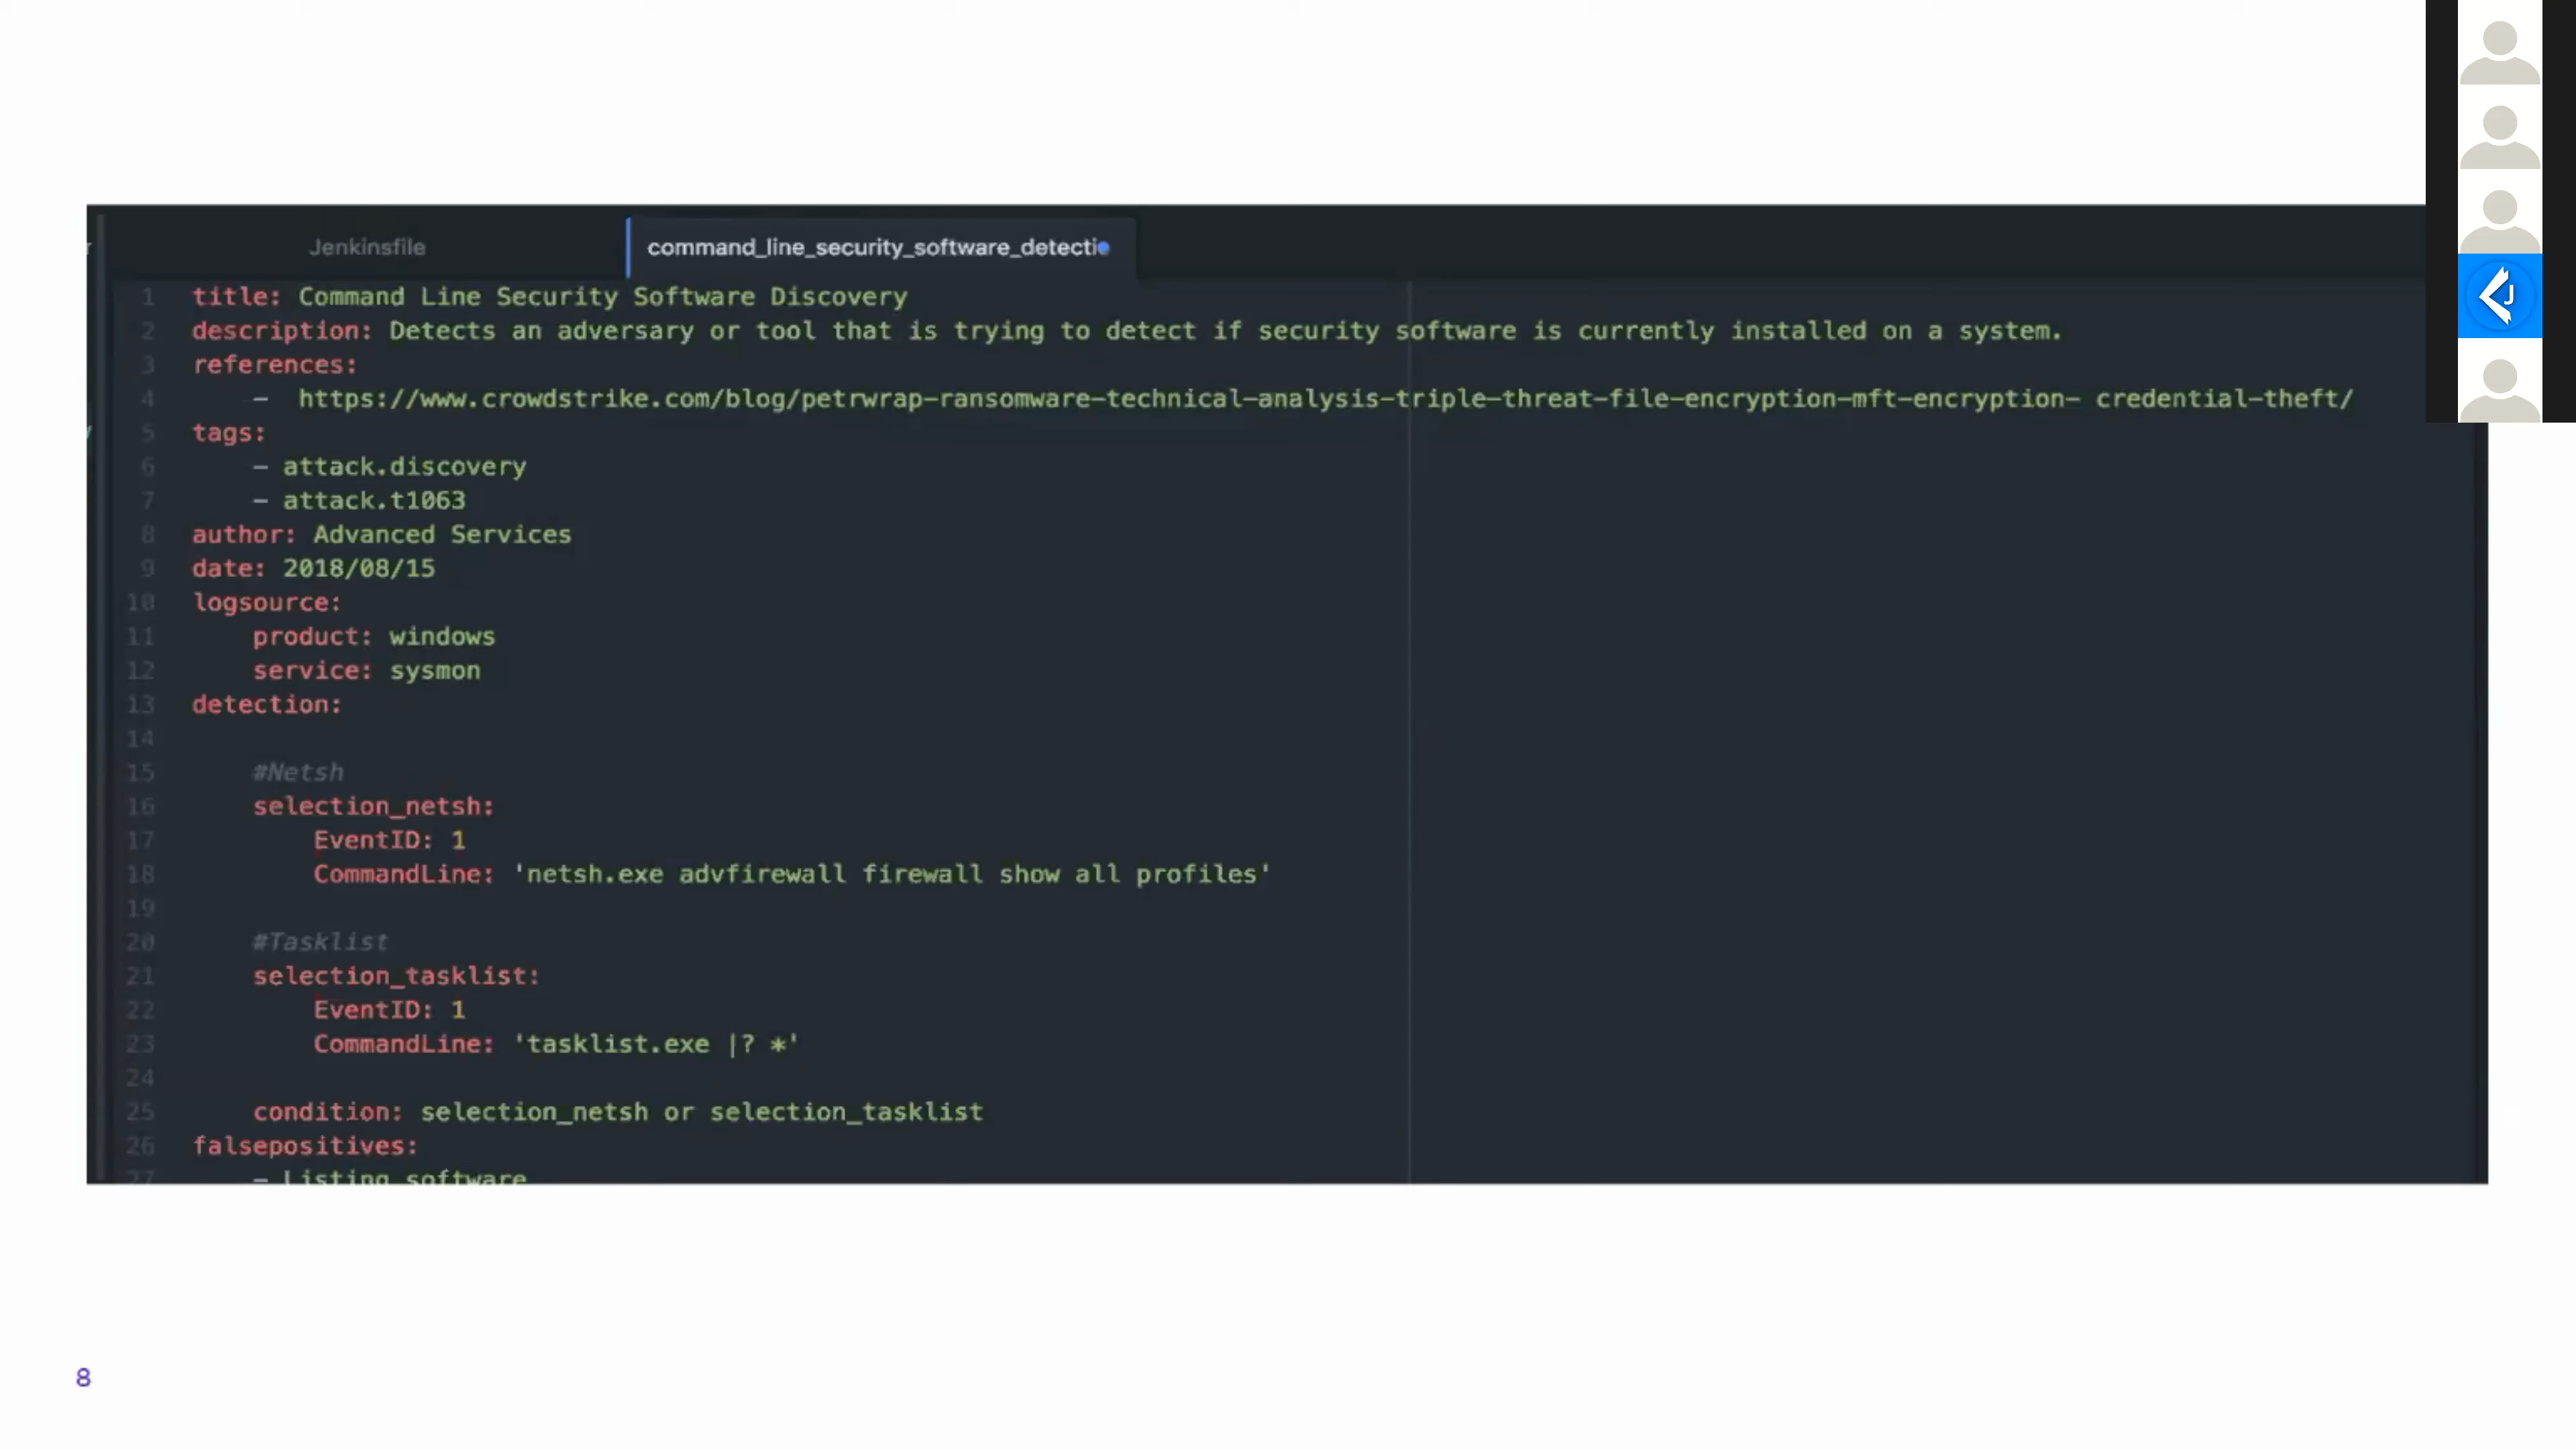 Jenkinsfile
command_line_security_software_detecti
1 title: Command Line Security Software Discovery
2 description: Detects an adversary or tool that is trying to detect if security software is currently installed on a system.
3 references:
4 - https://www.crowdstrike.com/blog/petrwrap-ransomware-technical-analysis-triple-threat-file-encryption-mft-encryption- credential-theft/
5 tags:
6 - attack.discovery
7 - attack.t1063
8 author: Advanced Services
9 date: 2018/08/15
10 logsource:
11 product: windows
12 service: sysmon
13 detection:
14
15 #Netsh
16 selection_netsh:
17 EventID: 1
18 CommandLine: 'netsh.exe advfirewall firewall show all profiles'
19
20 #Tasklist
21 selection_tasklist:
22 EventID: 1
23 CommandLine: 'tasklist.exe |? *'
24
25 condition: selection_netsh or selection_tasklist
26 falsepositives:
27 - Listing software
J
8